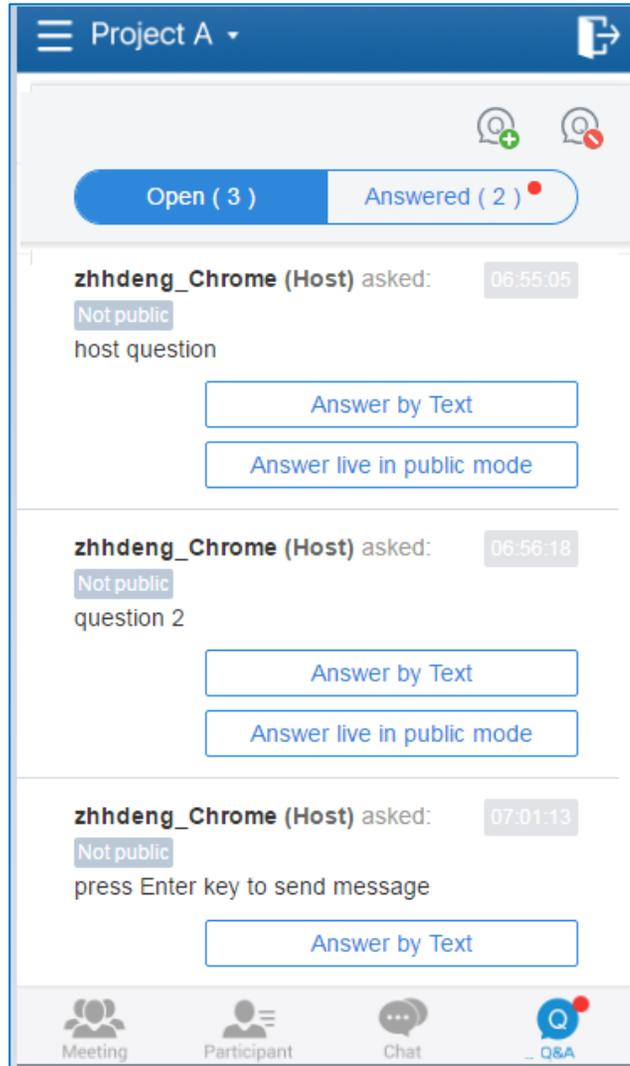 Project A
Open ( 3 )
Answered ( 2 )
zhhdeng_Chrome (Host) asked: 06:55:05
Not public
host question
Answer by Text
Answer live in public mode
zhhdeng_Chrome (Host) asked: 06:56:18
Not public
question 2
Answer by Text
Answer live in public mode
zhhdeng_Chrome (Host) asked: 07:01:13
Not public
press Enter key to send message
Answer by Text
Meeting Participant Chat Q&A